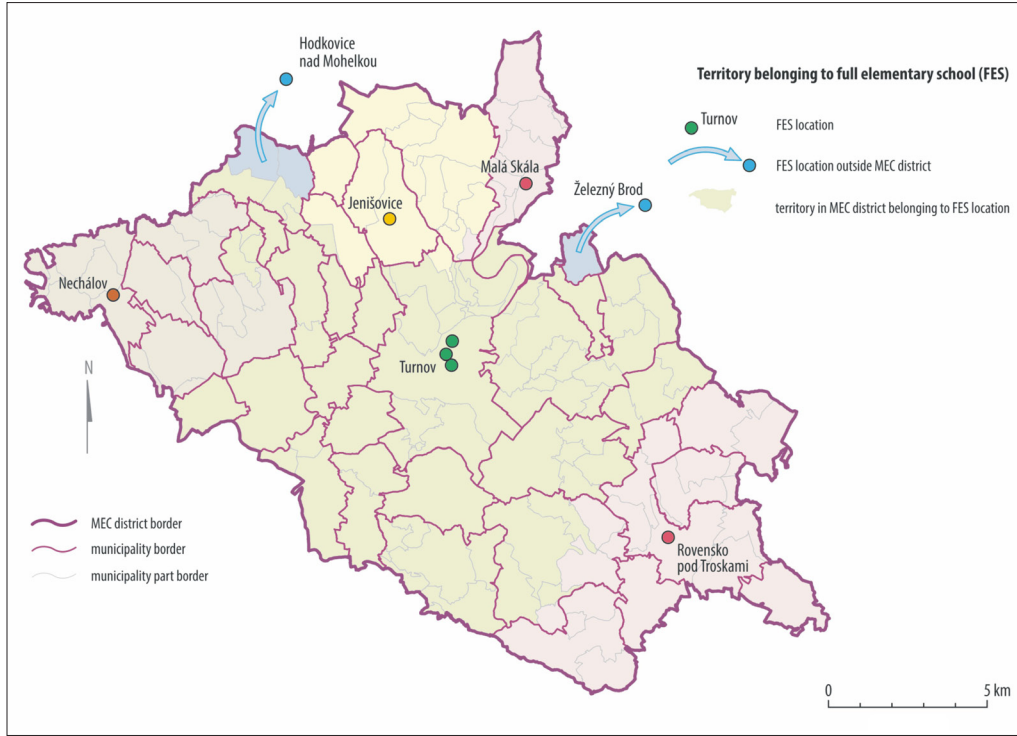 Hodkovice
nad Mohelkou
Territory belonging to full elementary school (FES)
Turnov
FES location
FES location outside MEC district
territory in MEC district belonging to FES location
Malá Skála
Železný Brod
Jenišovice
Nechálov
Turnov
N
MEC district border
municipality border
municipality part border
Rovensko
pod Troskami
0
5 km